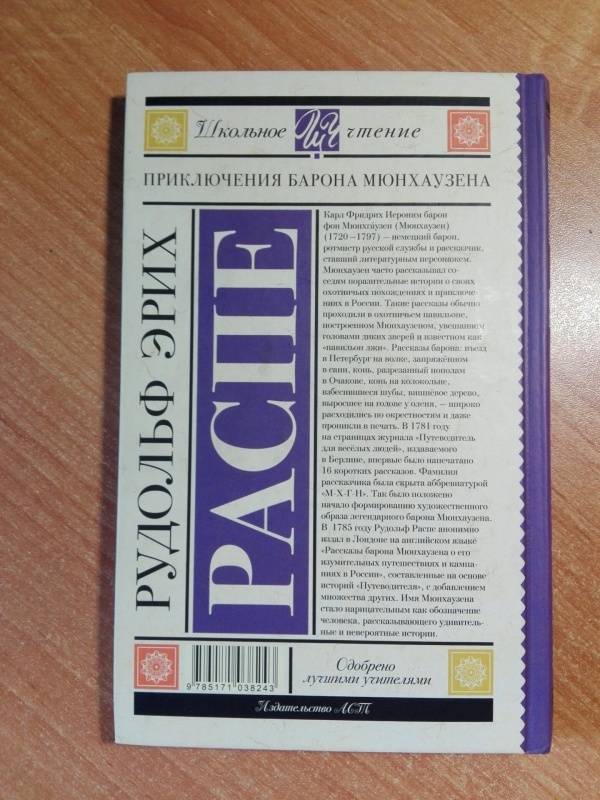 Школьное ШЧ чтение
ПРИКЛЮЧЕНИЯ БАРОНА МЮНХАУЗЕНА
РУДОЛЬФ ЭРИХ
РАСПЕ
Карл Фридрих Иероним барон
фон Мюнхгаузен (Мюнхаузен)
(1720–1797) — немецкий барон,
ротмистр русской службы и рассказчик,
ставший литературным персонажем.
Мюнхаузен часто рассказывал со-
седям поразительные истории о своих
охотничьих похождениях и приключе-
ниях в России. Такие рассказы обычно
проходили в охотничьем павильоне,
построенном Мюнхаузеном, увешанном
головами диких зверей и известном как
«павильон лжи». Рассказы барона: въезд
в Петербург на волке, запряжённом
в сани, конь, разрезанный пополам
в Очакове, конь на колокольне,
взбесившиеся шубы, вишнёвое дерево,
выросшее на голове у оленя, — широко
расходились по окрестностям и даже
проникли в печать. В 1781 году
на страницах журнала «Путеводитель
для весёлых людей», издаваемого
в Берлине, впервые было напечатано
16 коротких рассказов. Фамилия
рассказчика была скрыта аббревиатурой
«М-Х-Г-Н». Так было положено
начало формированию художественного
образа легендарного барона Мюнхаузена.
В 1785 году Рудольф Распе анонимно
издал в Лондоне на английском языке
«Рассказы барона Мюнхаузена о его
изумительных путешествиях и кампа-
ниях в России», составленные на основе
историй «Путеводителя», с добавлением
множества других. Имя Мюнхаузена
стало нарицательным как обозначение
человека, рассказывающего удивитель-
ные и невероятные истории.
9 785171 038243
Одобрено
лучшими учителями
Издательство АСТ